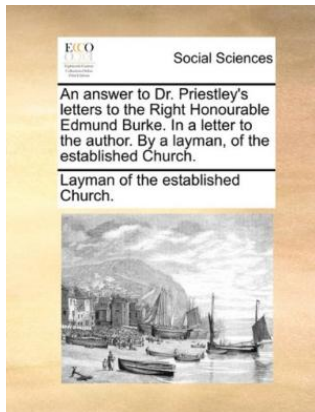 ECCO
Social Sciences
An answer to Dr. Priestley's
letters to the Right Honourable
Edmund Burke. In a letter to
the author. By a layman, of the
established Church.
Layman of the established
Church.